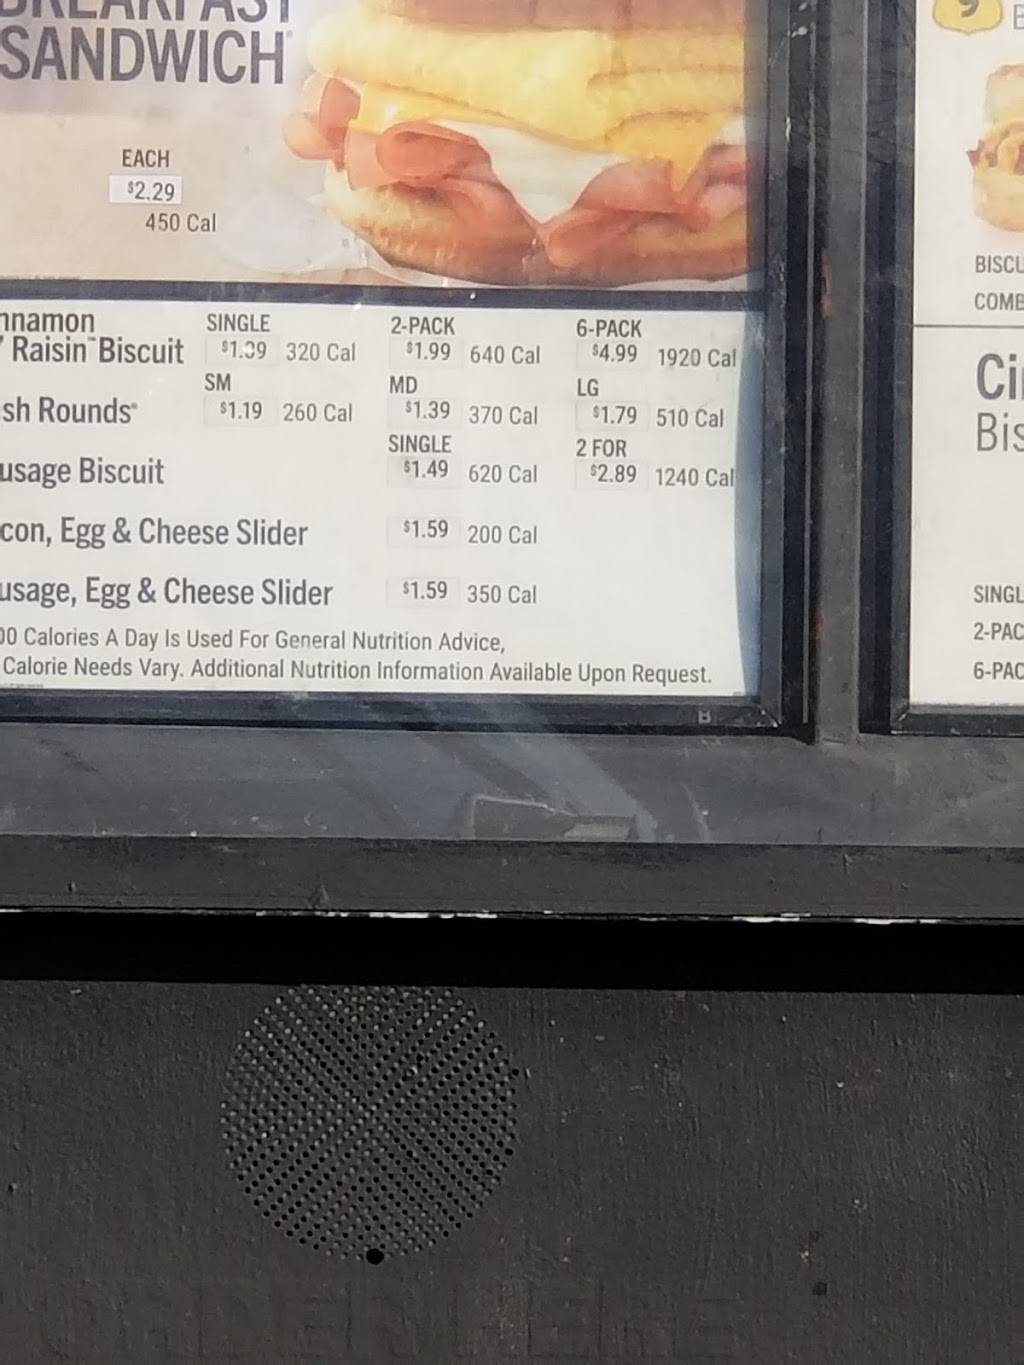 BREAKFAST
SANDWICH
EACH
$2.29
450 Cal
nnamon SINGLE 2-PACK 6-PACK
Raisin™ Biscuit $1.09 320 Cal $1.99 640 Cal $4.99 1920 Cal
SM MD LG
sh Rounds® $1.19 260 Cal $1.39 370 Cal $1.79 510 Cal
SINGLE 2 FOR
usage Biscuit $1.49 620 Cal $2.89 1240 Cal
con, Egg & Cheese Slider $1.59 200 Cal
usage, Egg & Cheese Slider $1.59 350 Cal
00 Calories A Day Is Used For General Nutrition Advice,
Calorie Needs Vary. Additional Nutrition Information Available Upon Request.
B
9
BISCU
COMB
Ci
Bis
SINGL
2-PAC
6-PAC